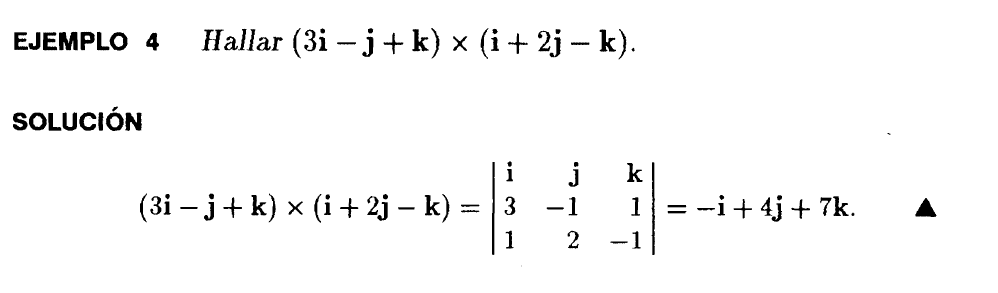 EJEMPLO 4 Hallar (3i − j + k) × (i + 2j − k).
SOLUCIÓN
i j k
(3i − j + k) × (i + 2j − k) = | 3 −1 1 | = −i + 4j + 7k. ▲
1 2 −1